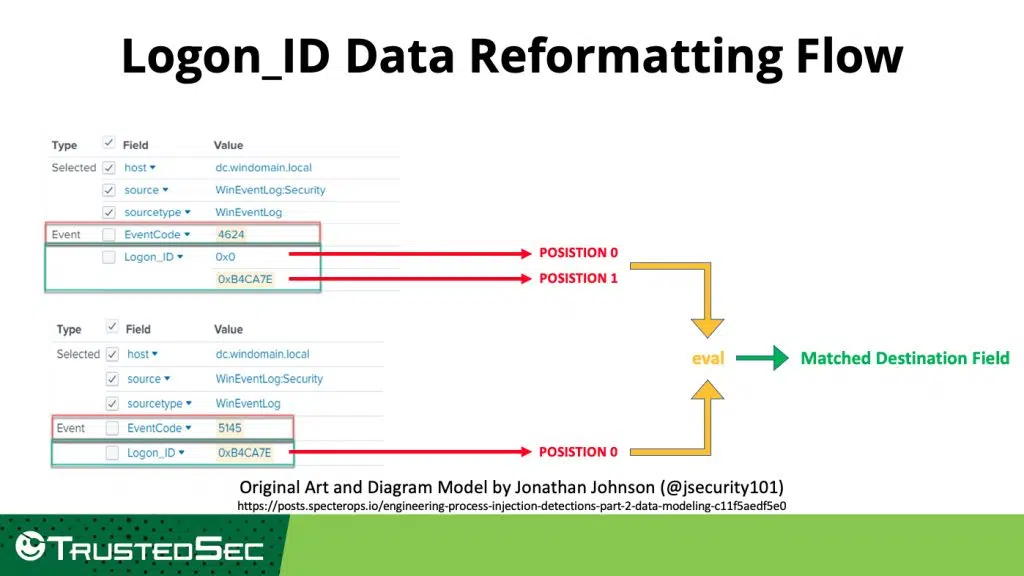 Logon_ID Data Reformatting Flow
Type Field Value
Selected host dc.windomain.local
source WinEventLog:Security
sourcetype WinEventLog
Event EventCode 4624
Logon_ID 0x0 POSISTION 0
0xB4CA7E POSISTION 1
Type Field Value
Selected host dc.windomain.local
source WinEventLog:Security
eval Matched Destination Field
sourcetype WinEventLog
Event EventCode 5145
Logon_ID 0xB4CA7E POSISTION 0
Original Art and Diagram Model by Jonathan Johnson (@jsecurity101)
https://posts.specterops.io/engineering-process-injection-detections-part-2-data-modeling-c11f5aedf5e0
TRUSTEDSEC